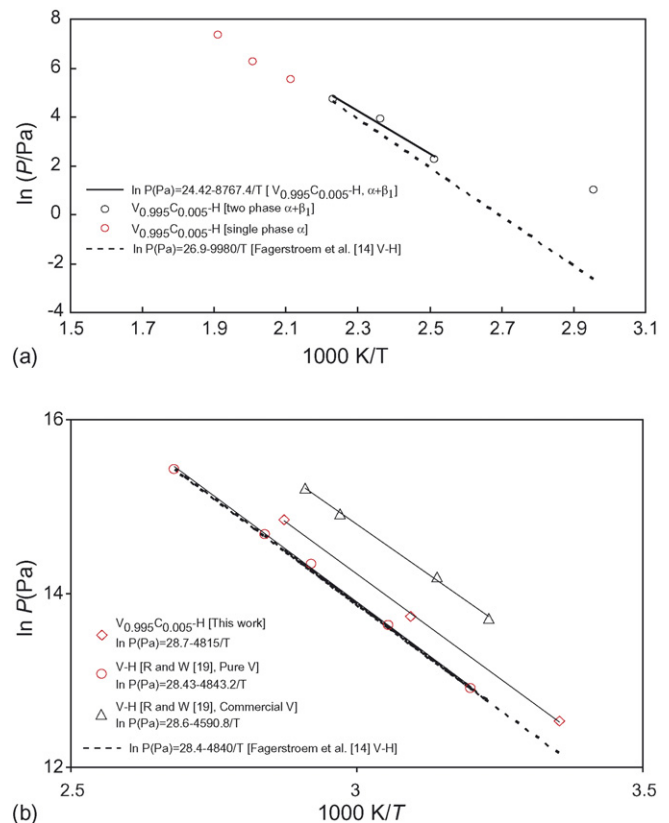 8
6
4
2
0
-2
-4
ln (P/Pa)
ln P(Pa)=24.42-8767.4/T [ V0.995C0.005-H, α+β1]
V0.995C0.005-H [two phase α+β1]
V0.995C0.005-H [single phase α]
ln P(Pa)=26.9-9980/T [Fagerstroem et al. [14] V-H]
1.5 1.7 1.9 2.1 2.3 2.5 2.7 2.9 3.1
(a) 1000 K/T
16
14
12
ln P(Pa)
V0.995C0.005-H [This work]
ln P(Pa)=28.7-4815/T
V-H [R and W [19], Pure V]
ln P(Pa)=28.43-4843.2/T
V-H [R and W [19], Commercial V]
ln P(Pa)=28.6-4590.8/T
ln P(Pa)=28.4-4840/T [Fagerstroem et al. [14] V-H]
2.5 3 3.5
(b) 1000 K/T